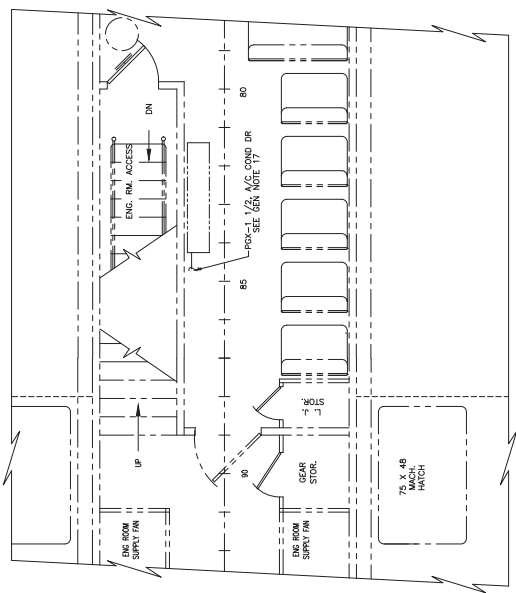 80
DN
ENG. RM. ACCESS
PGX-1 1/2, A/C COND DR
SEE GEN NOTE 17
85
L. J.
STOR.
UP
90
GEAR
STOR.
75 X 48
MACH.
HATCH
ENG ROOM
SUPPLY FAN
ENG ROOM
SUPPLY FAN